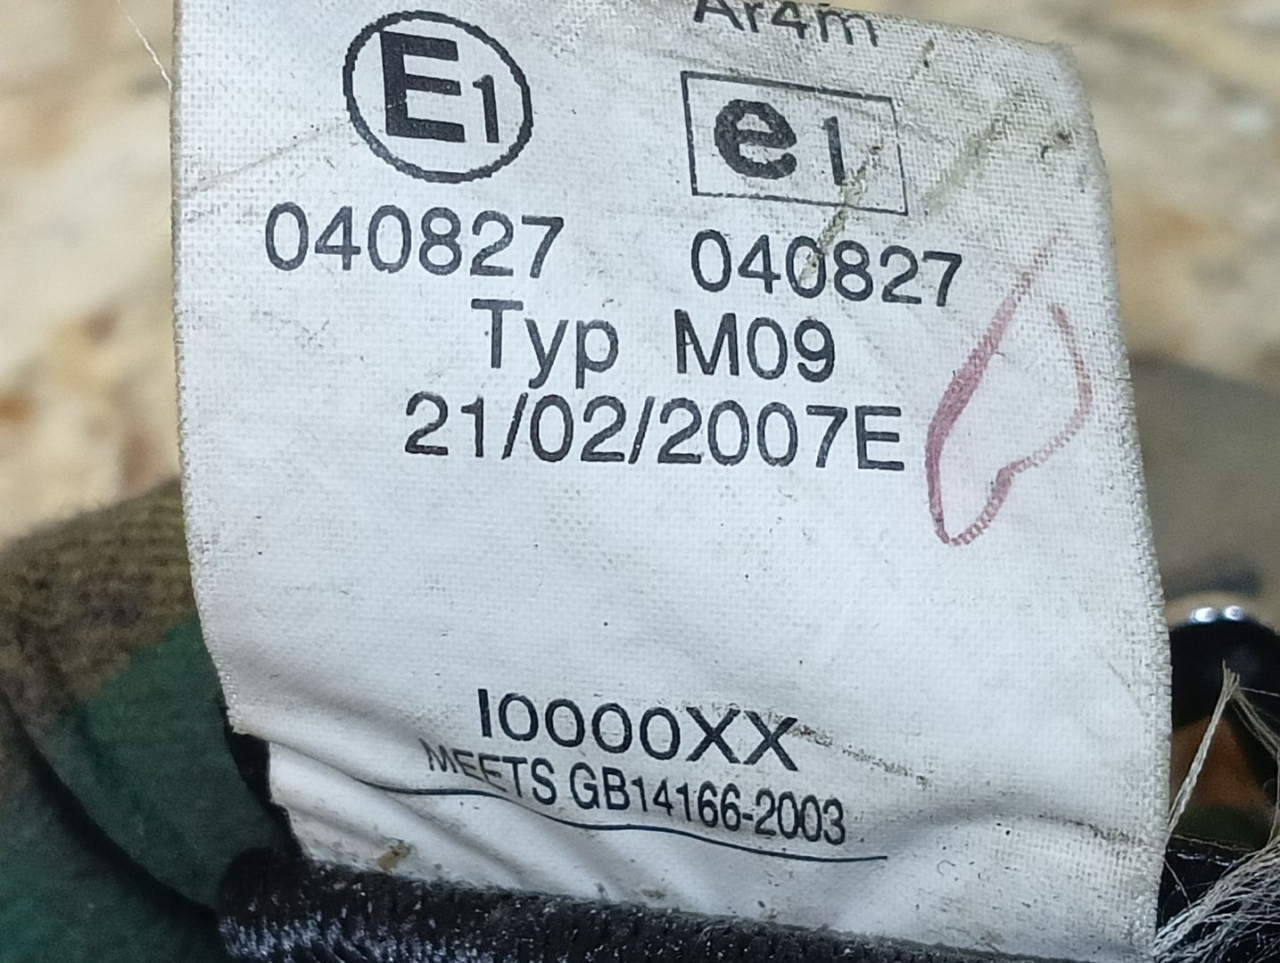 Ar4m
E1 e1
040827 040827
Typ M09
21/02/2007E
I0000XX
MEETS GB14166-2003